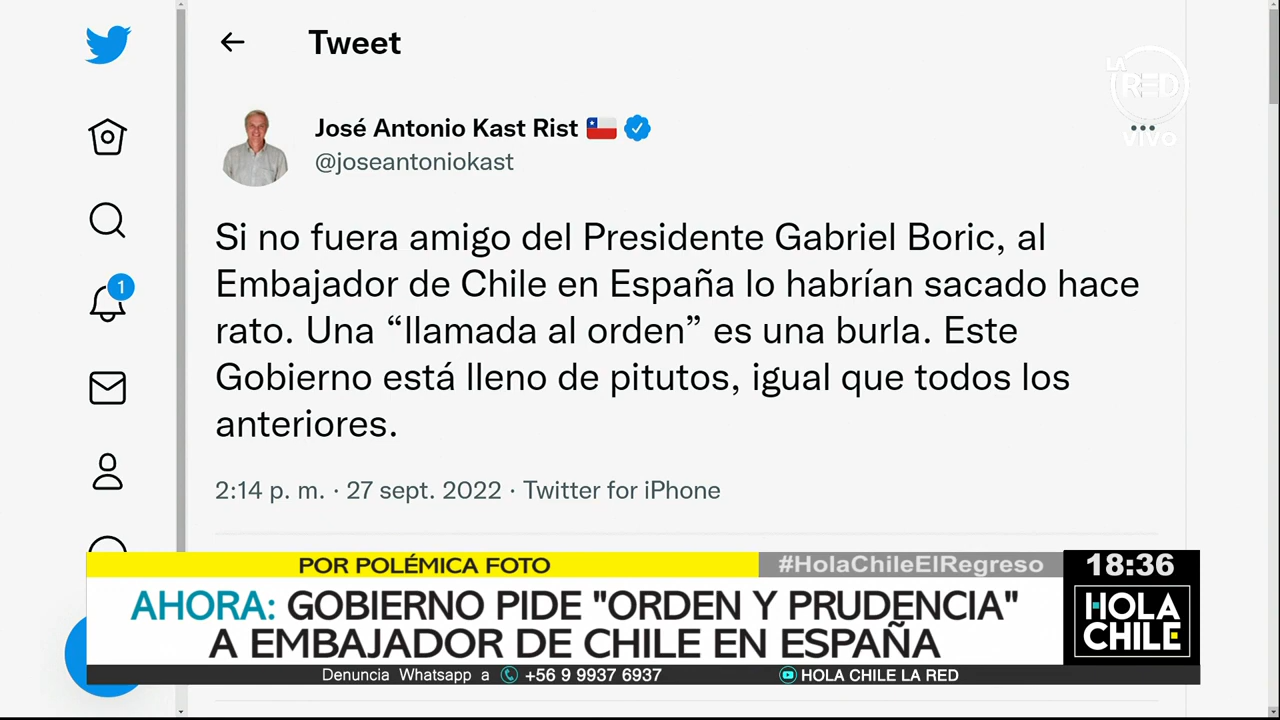 Tweet
LA RED
VIVO
José Antonio Kast Rist
@joseantoniokast
Si no fuera amigo del Presidente Gabriel Boric, al
Embajador de Chile en España lo habrían sacado hace
rato. Una “llamada al orden” es una burla. Este
Gobierno está lleno de pitutos, igual que todos los
anteriores.
2:14 p. m. · 27 sept. 2022 · Twitter for iPhone
1
POR POLÉMICA FOTO
#HolaChileElRegreso
18:36
AHORA: GOBIERNO PIDE "ORDEN Y PRUDENCIA"
A EMBAJADOR DE CHILE EN ESPAÑA
HOLA
CHILE
Denuncia Whatsapp a +56 9 9937 6937
HOLA CHILE LA RED